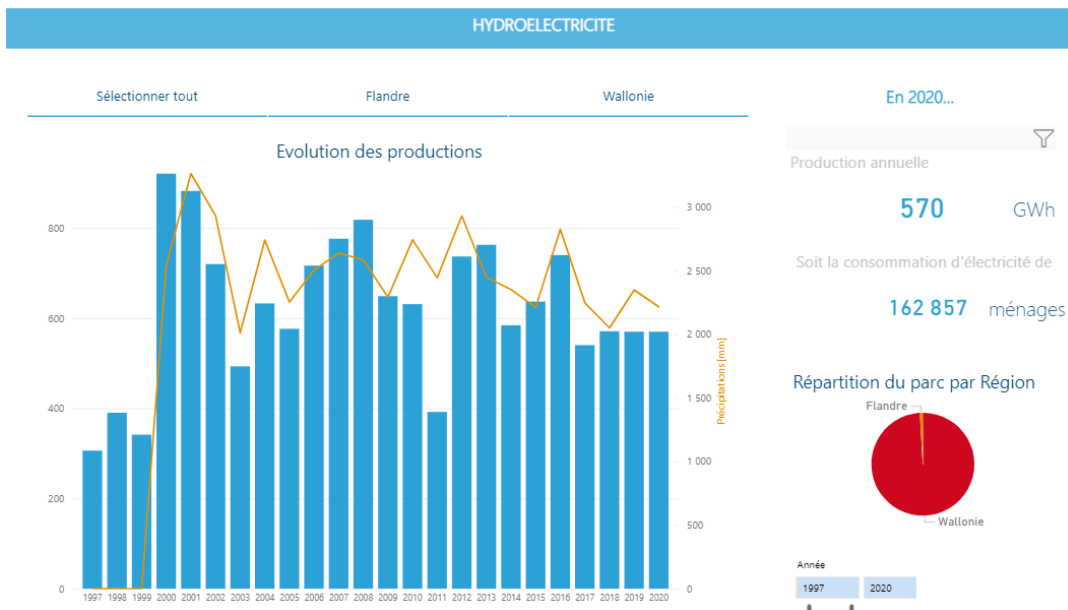 HYDROELECTRICITE
Sélectionner tout
Flandre
Wallonie
En 2020...
Evolution des productions
Production annuelle
570 GWh
Soit la consommation d'électricité de
162 857 ménages
Répartition du parc par Région
Flandre
Wallonie
Année
1997 2020
800
600
400
200
0
3 000
2 500
2 000
1 500
1 000
500
0
Précipitations [mm]
1997 1998 1999 2000 2001 2002 2003 2004 2005 2006 2007 2008 2009 2010 2011 2012 2013 2014 2015 2016 2017 2018 2019 2020